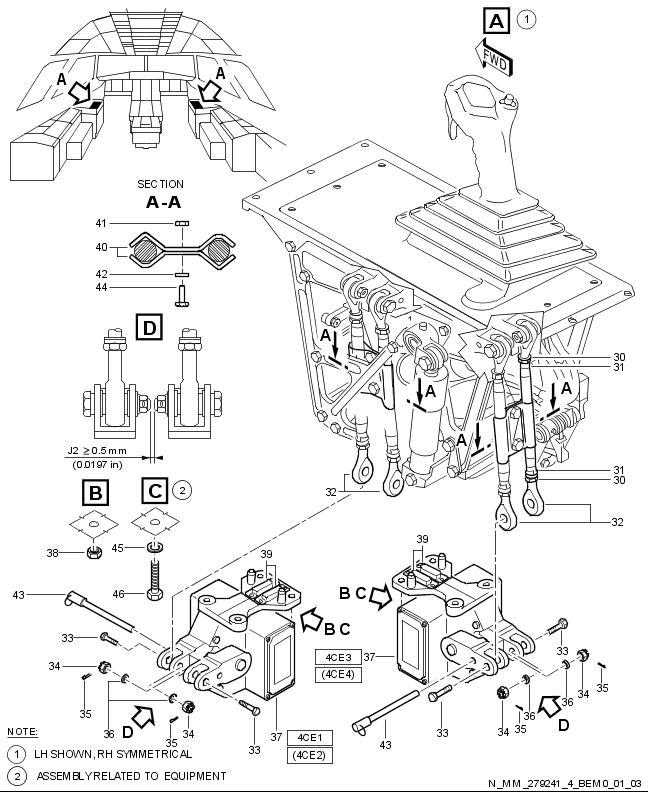 A 1
FWD
A
A
SECTION
A-A
41
40
42
44
D
A
A
A
A
30
31
31
30
32
32
J2 ≥0.5mm
(0.0197 in)
B
C 2
38
45
46
39
39
43
33
34
35
36
D
35
34
33
B C
B C
4CE3
(4CE4)
37
37
4CE1
(4CE2)
43
33
34
35
36
36
34
35
33
D
NOTE:
1 LH SHOWN, RH SYMMETRICAL
2 ASSEMBLY RELATED TO EQUIPMENT
N_MM_279241_4_BEM0_01_03